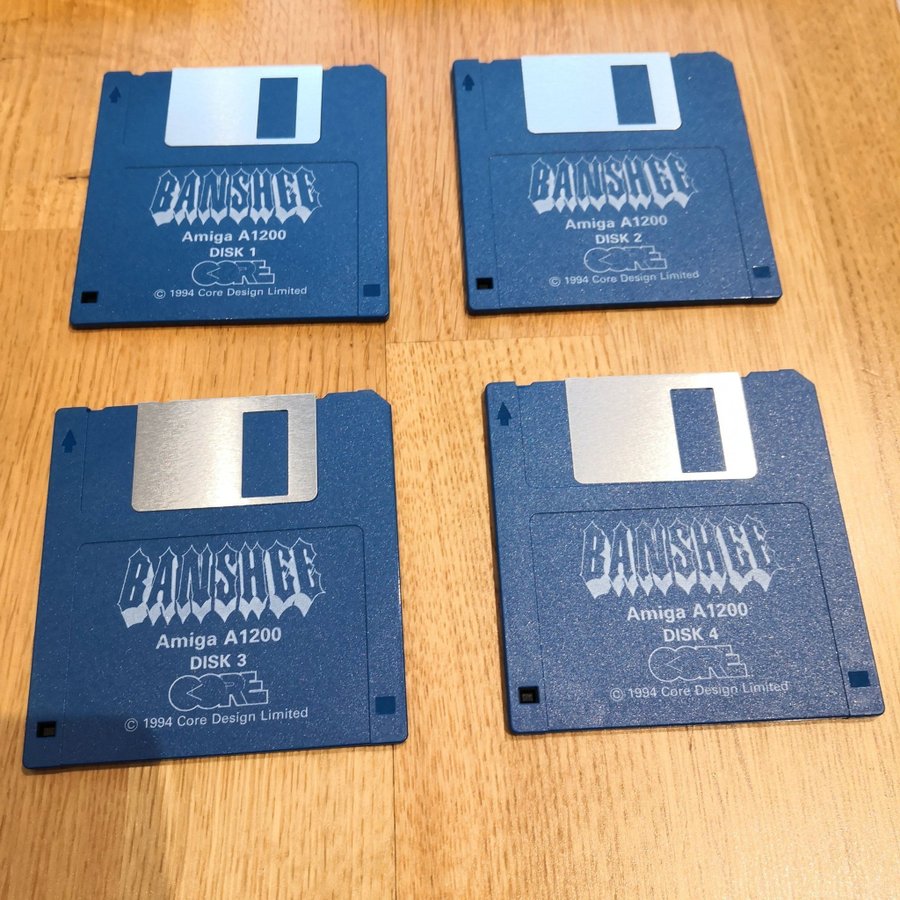 BANSHEE
Amiga A1200
DISK 1
CORE
© 1994 Core Design Limited
BANSHEE
Amiga A1200
DISK 2
CORE
© 1994 Core Design Limited
BANSHEE
Amiga A1200
DISK 3
CORE
© 1994 Core Design Limited
BANSHEE
Amiga A1200
DISK 4
CORE
© 1994 Core Design Limited